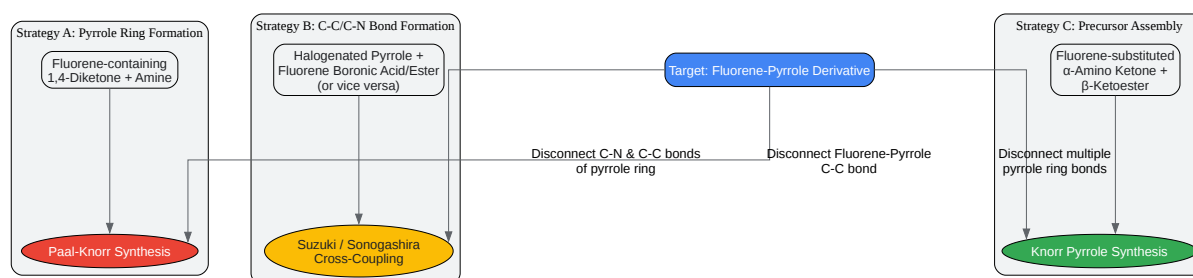 Strategy A: Pyrrole Ring Formation
Fluorene-containing
1,4-Diketone + Amine
Paal-Knorr Synthesis
Strategy B: C-C/C-N Bond Formation
Halogenated Pyrrole +
Fluorene Boronic Acid/Ester
(or vice versa)
Suzuki / Sonogashira
Cross-Coupling
Target: Fluorene-Pyrrole Derivative
Disconnect C-N & C-C bonds
of pyrrole ring
Disconnect Fluorene-Pyrrole
C-C bond
Disconnect multiple
pyrrole ring bonds
Strategy C: Precursor Assembly
Fluorene-substituted
α-Amino Ketone +
β-Ketoester
Knorr Pyrrole Synthesis